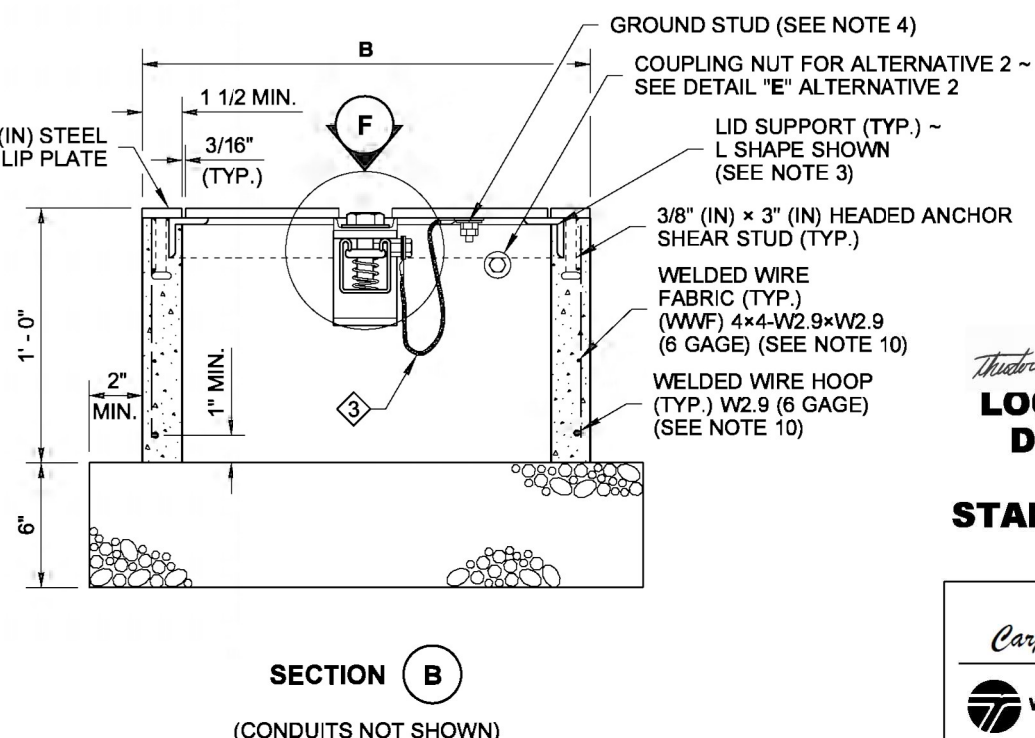 GROUND STUD (SEE NOTE 4)
B
COUPLING NUT FOR ALTERNATIVE 2 ~
SEE DETAIL "E" ALTERNATIVE 2
1 1/2 MIN.
F
LID SUPPORT (TYP.) ~
L SHAPE SHOWN
(SEE NOTE 3)
(IN) STEEL
LIP PLATE
3/16"
(TYP.)
3/8" (IN) × 3" (IN) HEADED ANCHOR
SHEAR STUD (TYP.)
WELDED WIRE
FABRIC (TYP.)
(WWF) 4×4-W2.9×W2.9
(6 GAGE) (SEE NOTE 10)
1' - 0"
2"
MIN.
1" MIN.
3
WELDED WIRE HOOP
(TYP.) W2.9 (6 GAGE)
(SEE NOTE 10)
6"
SECTION B
(CONDUITS NOT SHOWN)
LO
D
STA